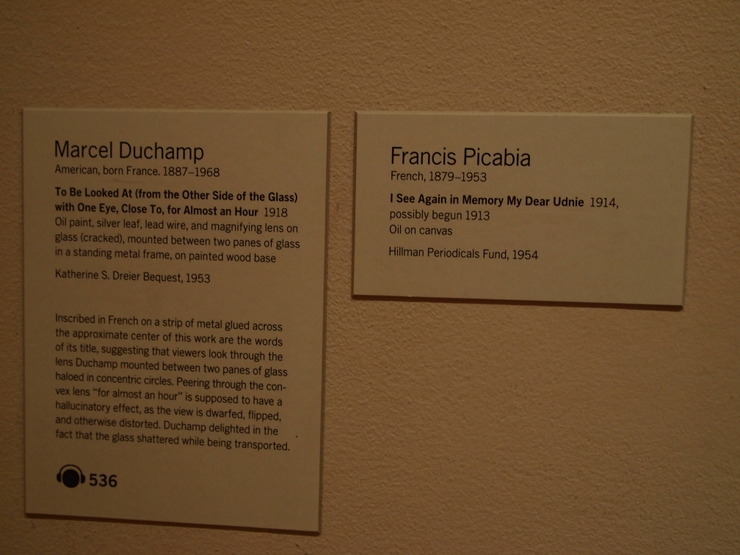 Marcel Duchamp
American, born France. 1887–1968
To Be Looked At (from the Other Side of the Glass)
with One Eye, Close To, for Almost an Hour 1918
Oil paint, silver leaf, lead wire, and magnifying lens on
glass (cracked), mounted between two panes of glass
in a standing metal frame, on painted wood base
Katherine S. Dreier Bequest, 1953
Inscribed in French on a strip of metal glued across
the approximate center of this work are the words
of its title, suggesting that viewers look through the
lens Duchamp mounted between two panes of glass
haloed in concentric circles. Peering through the con-
vex lens "for almost an hour" is supposed to have a
hallucinatory effect, as the view is dwarfed, flipped,
and otherwise distorted. Duchamp delighted in the
fact that the glass shattered while being transported.
536
Francis Picabia
French, 1879–1953
I See Again in Memory My Dear Udnie 1914,
possibly begun 1913
Oil on canvas
Hillman Periodicals Fund, 1954